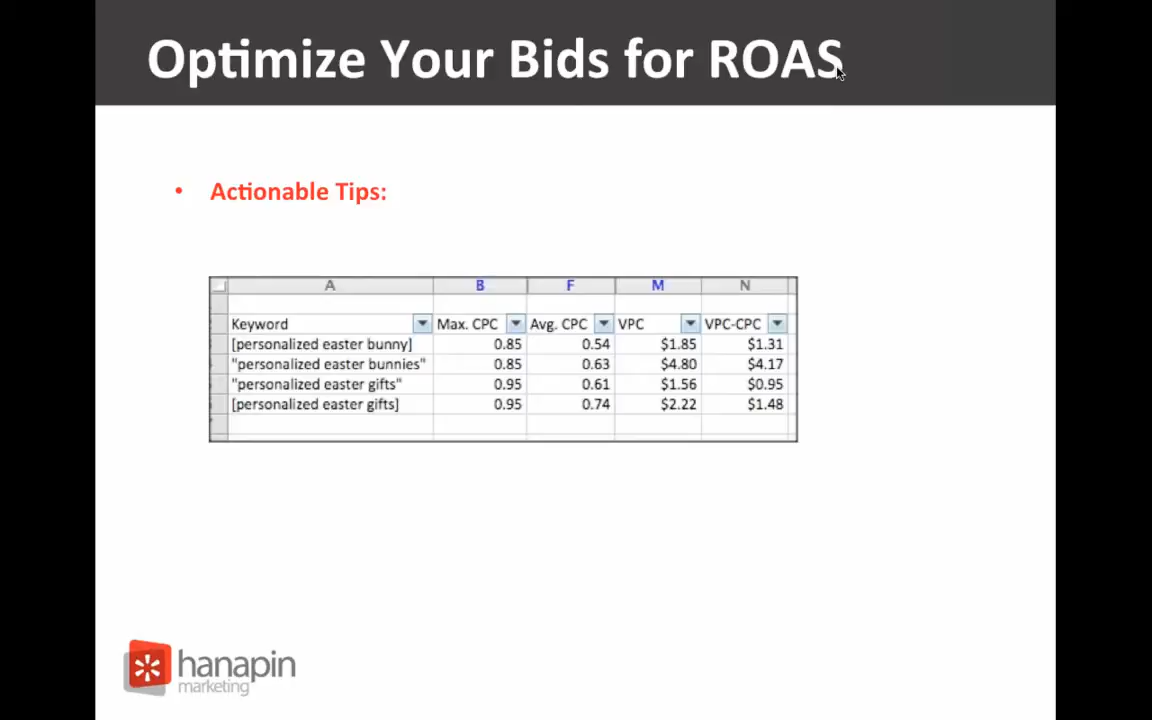 Optimize Your Bids for ROAS
• Actionable Tips:
A B F M N
Keyword Max. CPC Avg. CPC VPC VPC-CPC
[personalized easter bunny] 0.85 0.54 $1.85 $1.31
"personalized easter bunnies" 0.85 0.63 $4.80 $4.17
"personalized easter gifts" 0.95 0.61 $1.56 $0.95
[personalized easter gifts] 0.95 0.74 $2.22 $1.48
hanapin
marketing